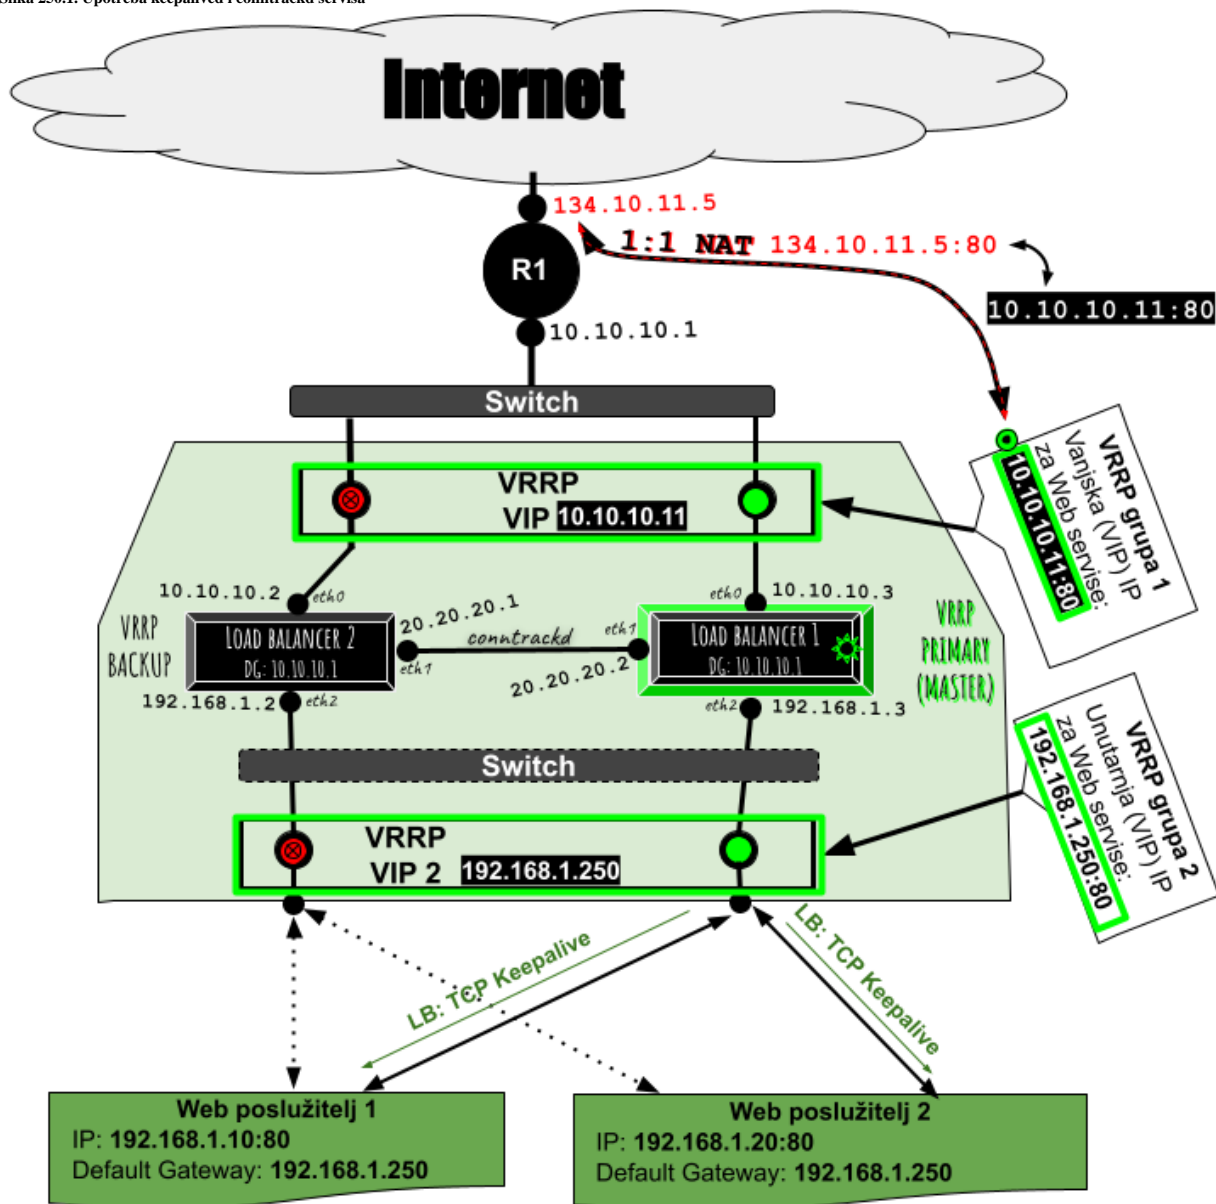 Slika 250.1. Upotreba keepalived i conntrackd servisa
Internet
134.10.11.5
1:1 NAT 134.10.11.5:80
R1
10.10.10.11:80
10.10.10.1
Switch
VRRP grupa 1
Vanjska (VIP) IP
za Web servise:
10.10.10.11:80
VRRP
VIP 10.10.10.11
10.10.10.2
eth0
eth0
10.10.10.3
VRRP
BACKUP
LOAD BALANCER 2
DG: 10.10.10.1
20.20.20.1
eth1
conntrackd
eth1
20.20.20.2
LOAD BALANCER 1
DG: 10.10.10.1
VRRP
PRIMARY
(MASTER)
192.168.1.2
eth2
eth2
192.168.1.3
Switch
VRRP grupa 2
Unutarnja (VIP) IP
za Web servise:
192.168.1.250:80
VRRP
VIP 2 192.168.1.250
LB: TCP Keepalive
LB: TCP Keepalive
Web poslužitelj 1
IP: 192.168.1.10:80
Default Gateway: 192.168.1.250
Web poslužitelj 2
IP: 192.168.1.20:80
Default Gateway: 192.168.1.250